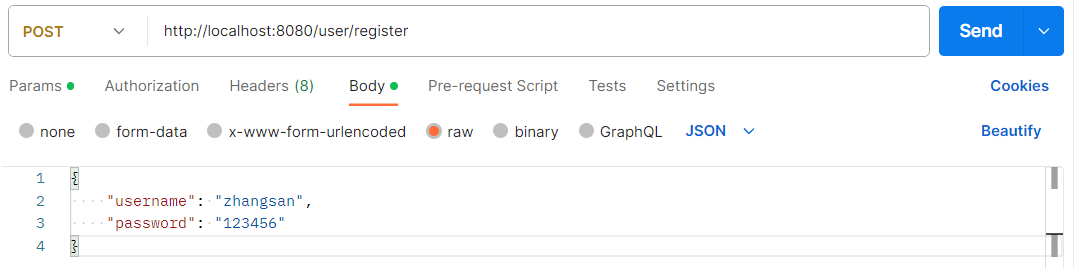 POST http://localhost:8080/user/register Send
Params Authorization Headers (8) Body Pre-request Script Tests Settings Cookies
none form-data x-www-form-urlencoded raw binary GraphQL JSON Beautify
1 {
2 "username": "zhangsan",
3 "password": "123456"
4 }